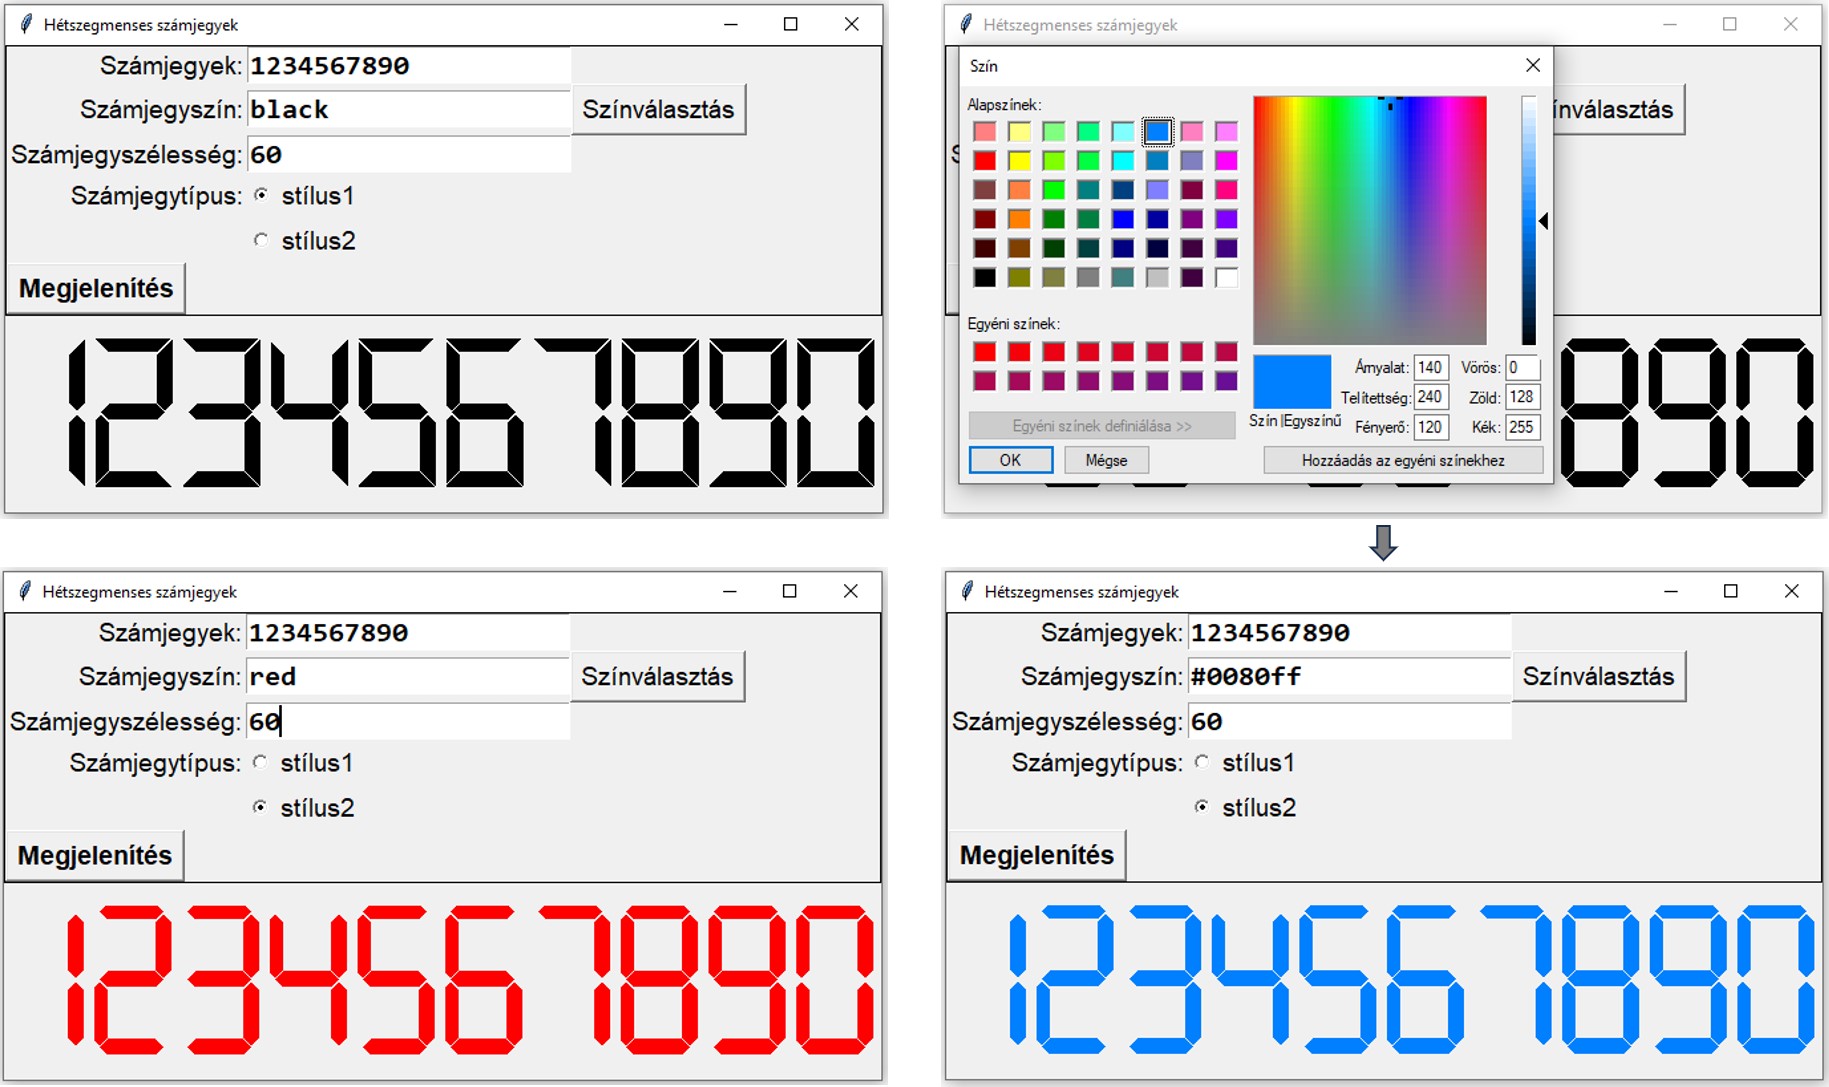 Hétszegmenses számjegyek
Számjegyek: 1234567890
Számjegyszín: black Színválasztás
Számjegyszélesség: 60
Számjegytípus: stílus1
stílus2
Megjelenítés
1234567890
Hétszegmenses számjegyek
Szín
Alapszínek:
Egyéni színek:
Egyéni színek definiálása >>
OK Mégse
Szín|Egyszínű
Árnyalat: 140 Vörös: 0
Telítettség: 240 Zöld: 128
Fényerő: 120 Kék: 255
Hozzáadás az egyéni színekhez
ínválasztás
890
Hétszegmenses számjegyek
Számjegyek: 1234567890
Számjegyszín: red Színválasztás
Számjegyszélesség: 60
Számjegytípus: stílus1
stílus2
Megjelenítés
1234567890
Hétszegmenses számjegyek
Számjegyek: 1234567890
Számjegyszín: #0080ff Színválasztás
Számjegyszélesség: 60
Számjegytípus: stílus1
stílus2
Megjelenítés
1234567890